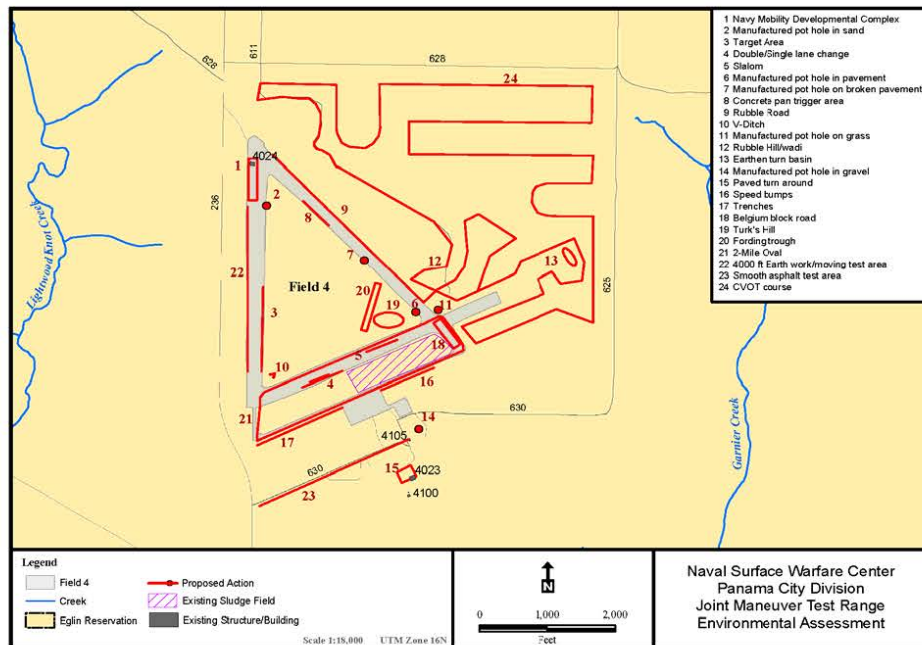 1 Navy Mobility Developmental Complex
2 Manufactured pot hole in sand
3 Target Area
4 Double/Single lane change
5 Slalom
6 Manufactured pot hole in pavement
7 Manufactured pot hole on broken pavement
8 Concrete pan trigger area
9 Rubble Road
10 V-Ditch
11 Manufactured pot hole on grass
12 Rubble Hill/wadi
13 Earthen turn basin
14 Manufactured pot hole in gravel
15 Paved turn around
16 Speed bumps
17 Trenches
18 Belgium block road
19 Turk's Hill
20 Fording trough
21 2-Mile Oval
22 4000 ft Earth work/moving test area
23 Smooth asphalt test area
24 CVOT course
628
611
628
24
4024
1
2
236
9
8
Lightwood Knot Creek
7
12
13
22
Field 4
20
625
3
19
6
11
18
5
10
4
16
21
14
630
17
4105
Garnier Creek
630
15
4023
23
4100
Legend
Field 4
Creek
Eglin Reservation
Proposed Action
Existing Sludge Field
Existing Structure/Building
Scale 1:18,000 UTM Zone 16N
N
0 1,000 2,000
Feet
Naval Surface Warfare Center
Panama City Division
Joint Maneuver Test Range
Environmental Assessment